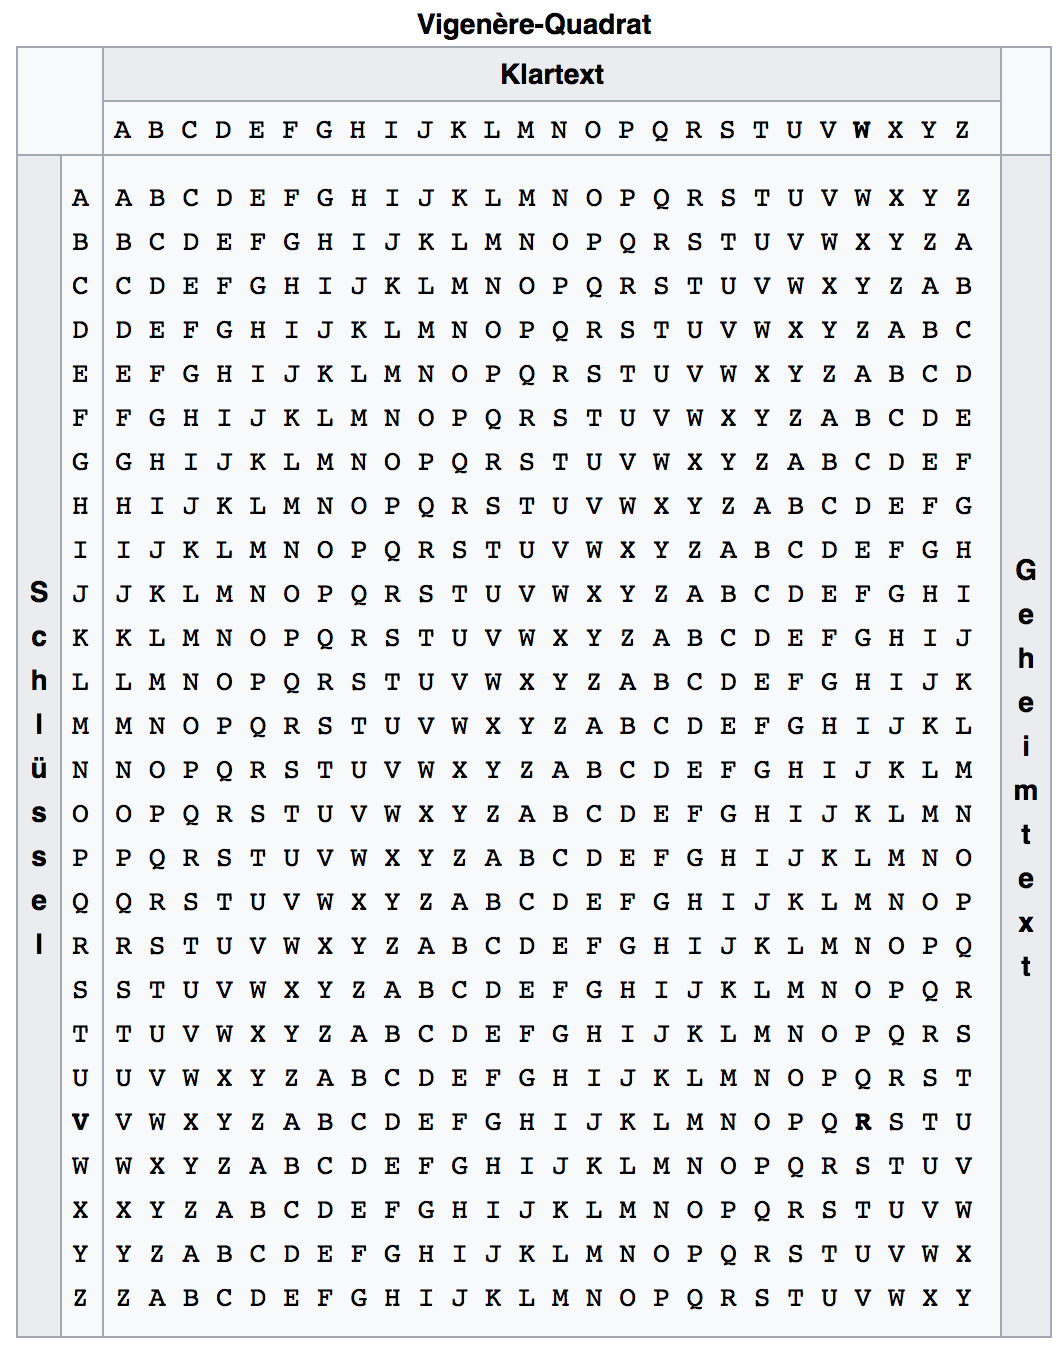 Vigenère-Quadrat
Klartext
A B C D E F G H I J K L M N O P Q R S T U V W X Y Z
Schlüssel
A A B C D E F G H I J K L M N O P Q R S T U V W X Y Z
B B C D E F G H I J K L M N O P Q R S T U V W X Y Z A
C C D E F G H I J K L M N O P Q R S T U V W X Y Z A B
D D E F G H I J K L M N O P Q R S T U V W X Y Z A B C
E E F G H I J K L M N O P Q R S T U V W X Y Z A B C D
F F G H I J K L M N O P Q R S T U V W X Y Z A B C D E
G G H I J K L M N O P Q R S T U V W X Y Z A B C D E F
H H I J K L M N O P Q R S T U V W X Y Z A B C D E F G
I I J K L M N O P Q R S T U V W X Y Z A B C D E F G H
J J K L M N O P Q R S T U V W X Y Z A B C D E F G H I
K K L M N O P Q R S T U V W X Y Z A B C D E F G H I J
L L M N O P Q R S T U V W X Y Z A B C D E F G H I J K
M M N O P Q R S T U V W X Y Z A B C D E F G H I J K L
N N O P Q R S T U V W X Y Z A B C D E F G H I J K L M
O O P Q R S T U V W X Y Z A B C D E F G H I J K L M N
P P Q R S T U V W X Y Z A B C D E F G H I J K L M N O
Q Q R S T U V W X Y Z A B C D E F G H I J K L M N O P
R R S T U V W X Y Z A B C D E F G H I J K L M N O P Q
S S T U V W X Y Z A B C D E F G H I J K L M N O P Q R
T T U V W X Y Z A B C D E F G H I J K L M N O P Q R S
U U V W X Y Z A B C D E F G H I J K L M N O P Q R S T
V V W X Y Z A B C D E F G H I J K L M N O P Q R S T U
W W X Y Z A B C D E F G H I J K L M N O P Q R S T U V
X X Y Z A B C D E F G H I J K L M N O P Q R S T U V W
Y Y Z A B C D E F G H I J K L M N O P Q R S T U V W X
Z Z A B C D E F G H I J K L M N O P Q R S T U V W X Y
Geheimtext